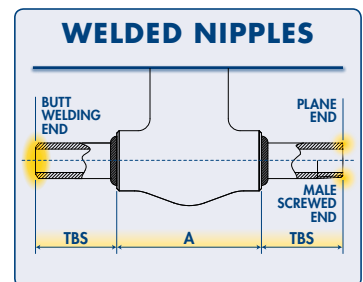 WELDED NIPPLES
BUTT
WELDING
END
PLANE
END
MALE
SCREWED
END
TBS
A
TBS